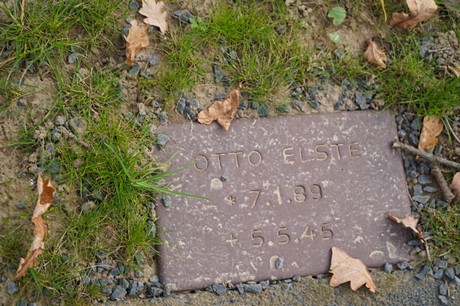 OTTO ELSTE
* 7.1.89
+ 5.5.45